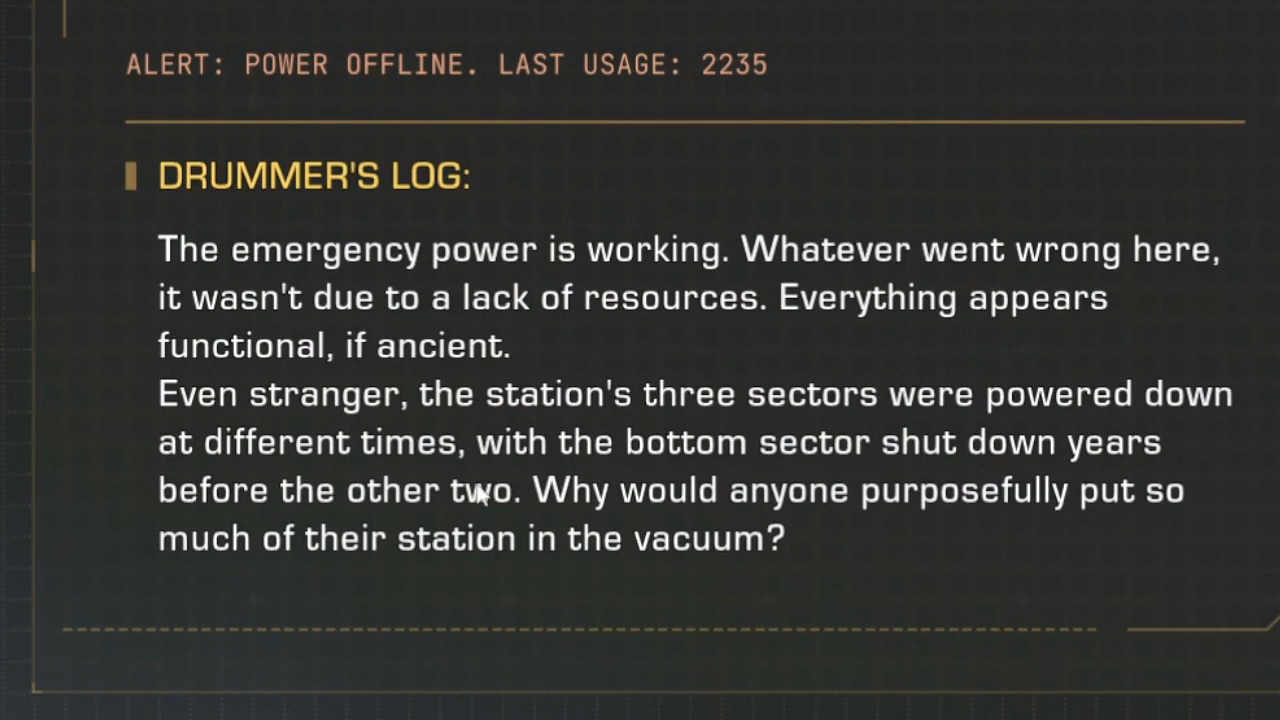 ALERT: POWER OFFLINE. LAST USAGE: 2235
DRUMMER'S LOG:
The emergency power is working. Whatever went wrong here,
it wasn't due to a lack of resources. Everything appears
functional, if ancient.
Even stranger, the station's three sectors were powered down
at different times, with the bottom sector shut down years
before the other two. Why would anyone purposefully put so
much of their station in the vacuum?